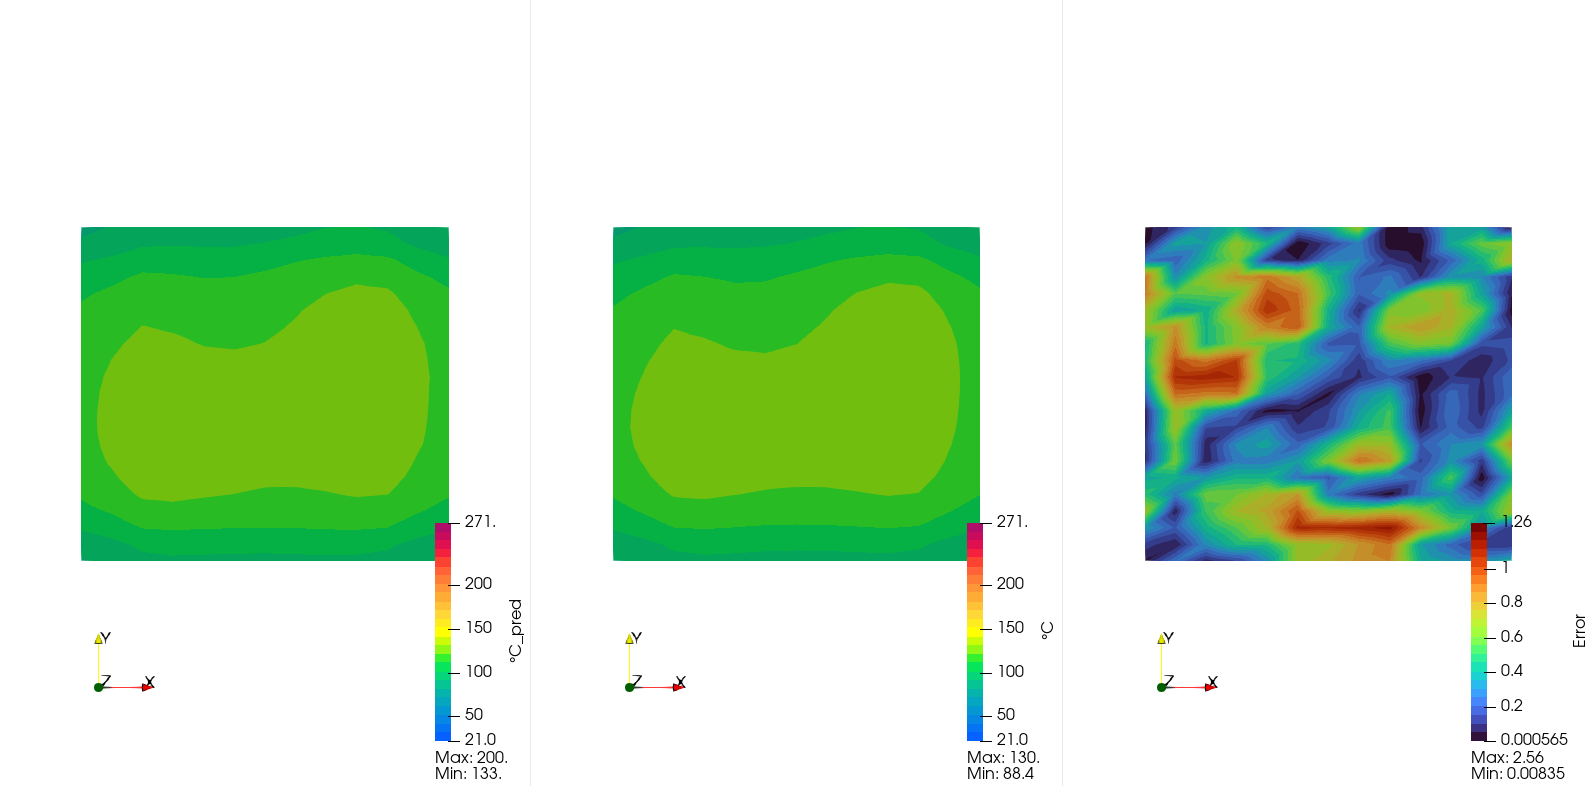 271.
200
150
100
50
21.0
°C_pred
Max: 200.
Min: 133.
Y
Z
X
271.
200
150
100
50
21.0
°C
Max: 130.
Min: 88.4
Y
Z
X
1.26
1
0.8
0.6
0.4
0.2
0.000565
Error
Max: 2.56
Min: 0.00835
Y
Z
X